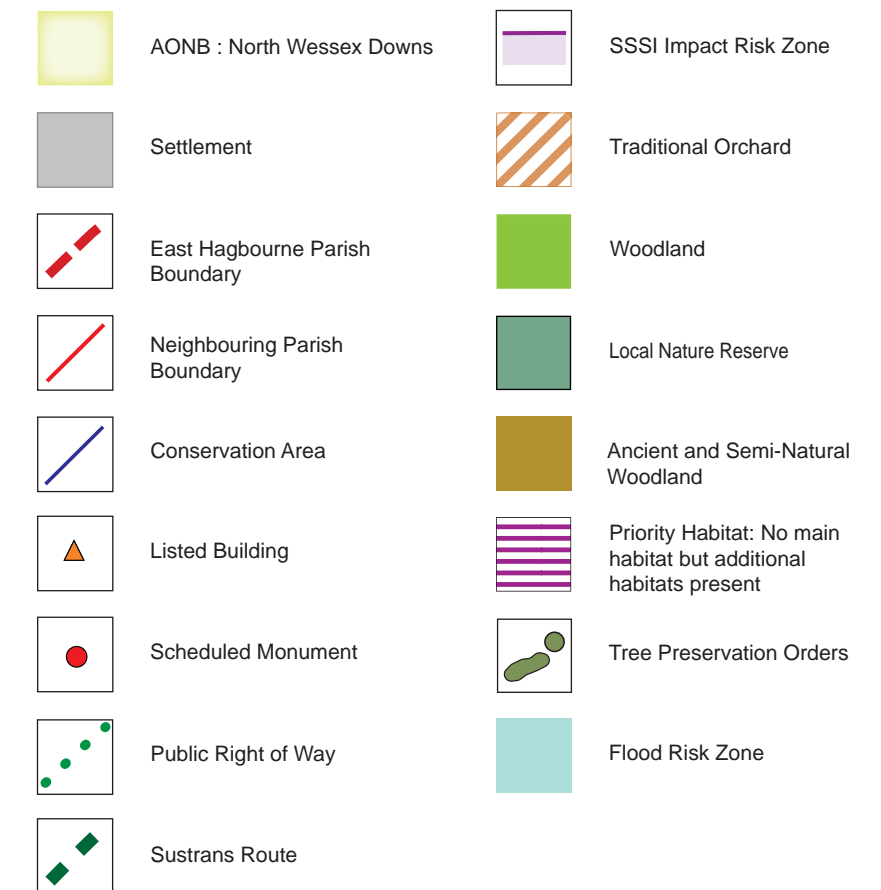 AONB : North Wessex Downs
Settlement
East Hagbourne Parish
Boundary
Neighbouring Parish
Boundary
Conservation Area
Listed Building
Scheduled Monument
Public Right of Way
Sustrans Route
SSSI Impact Risk Zone
Traditional Orchard
Woodland
Local Nature Reserve
Ancient and Semi-Natural
Woodland
Priority Habitat: No main
habitat but additional
habitats present
Tree Preservation Orders
Flood Risk Zone